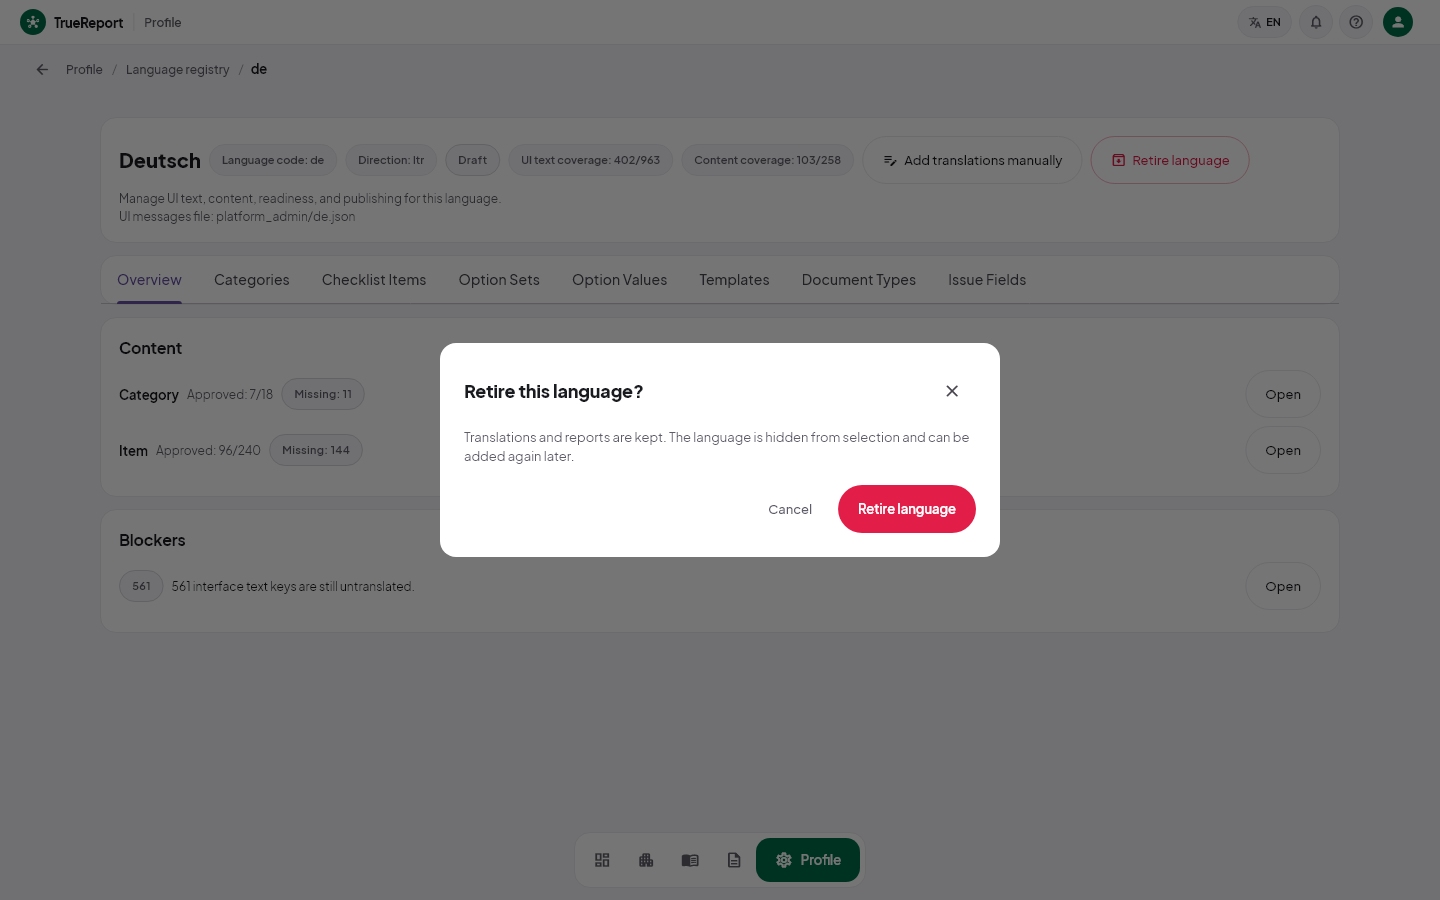 TrueReport
Profile
EN
Profile / Language registry / de
Deutsch
Language code: de
Direction: ltr
Draft
UI text coverage: 402/963
Content coverage: 103/258
Add translations manually
Retire language
Manage UI text, content, readiness, and publishing for this language.
UI messages file: platform_admin/de.json
Overview
Categories
Checklist Items
Option Sets
Option Values
Templates
Document Types
Issue Fields
Content
Category Approved: 7/18 Missing: 11
Open
Item Approved: 96/240 Missing: 144
Open
Retire this language?
Translations and reports are kept. The language is hidden from selection and can be
added again later.
Cancel
Retire language
Blockers
561 561 interface text keys are still untranslated.
Open
Profile